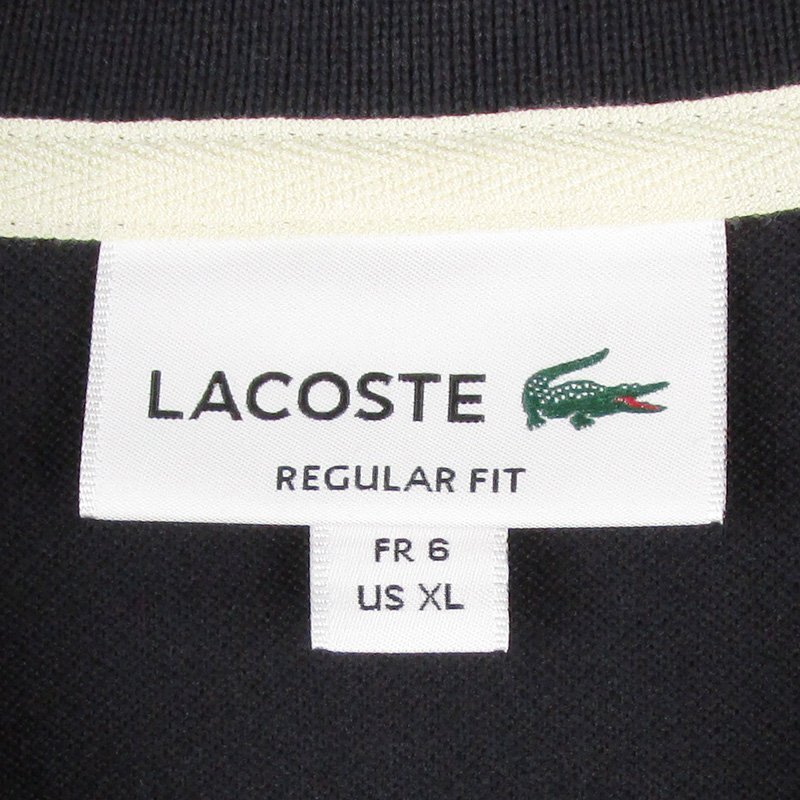 LACOSTE
REGULAR FIT
FR 6
US XL